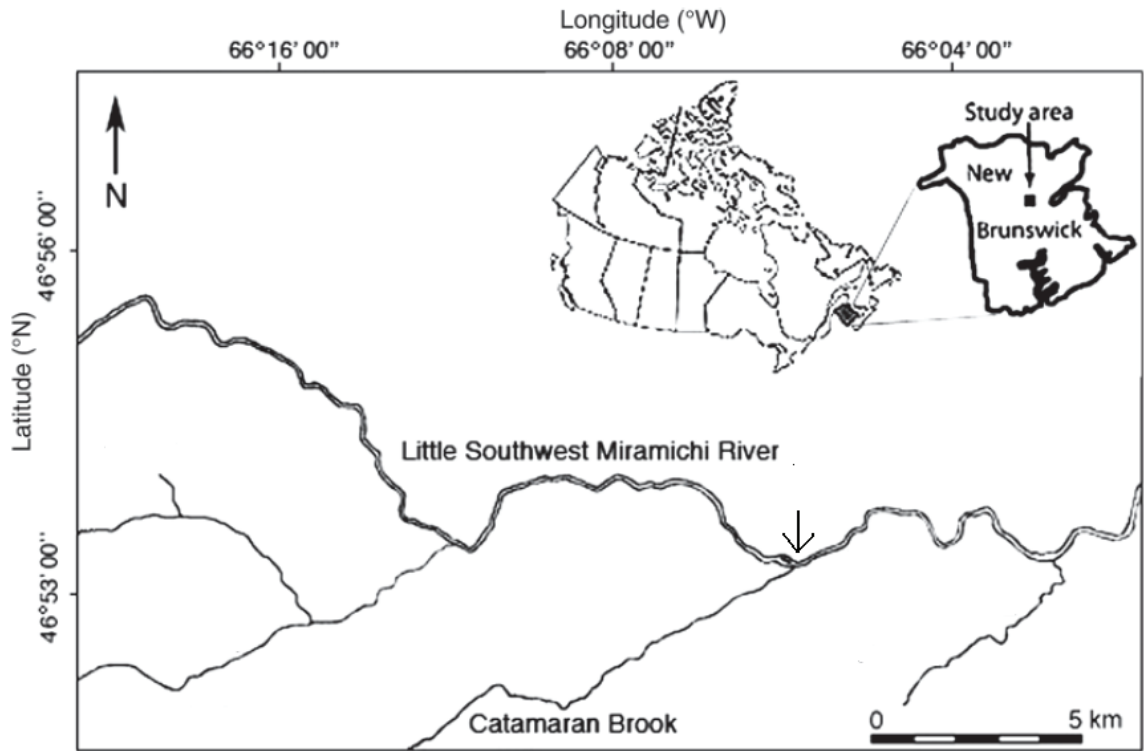 Longitude (°W)
66°16' 00"
66°08' 00"
66°04' 00"
Latitude (°N)
46°56' 00"
46°53' 00"
N
Study area
New
Brunswick
Little Southwest Miramichi River
Catamaran Brook
0 5 km